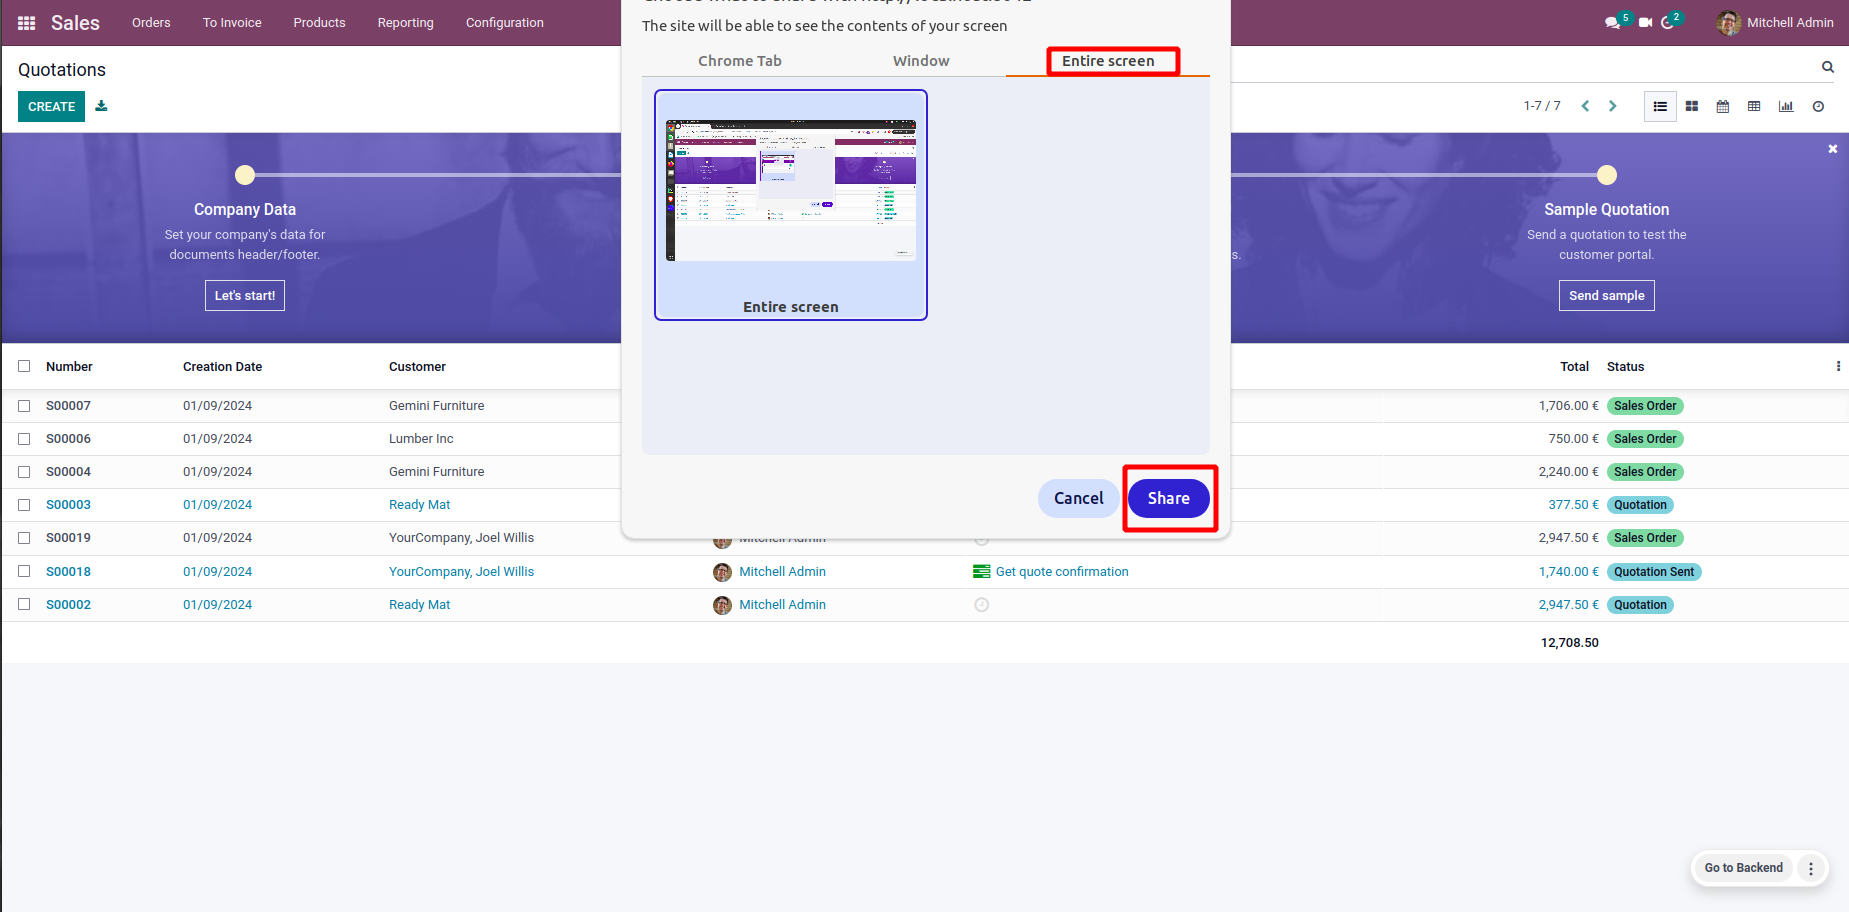 Sales
Orders
To Invoice
Products
Reporting
Configuration
5
2
Mitchell Admin
The site will be able to see the contents of your screen
Chrome Tab
Window
Entire screen
Entire screen
Cancel
Share
Quotations
CREATE
1-7 / 7
Company Data
Set your company's data for
documents header/footer.
Let's start!
s.
Sample Quotation
Send a quotation to test the
customer portal.
Send sample
Number Creation Date Customer Total Status
S00007 01/09/2024 Gemini Furniture 1,706.00 € Sales Order
S00006 01/09/2024 Lumber Inc 750.00 € Sales Order
S00004 01/09/2024 Gemini Furniture 2,240.00 € Sales Order
S00003 01/09/2024 Ready Mat 377.50 € Quotation
S00019 01/09/2024 YourCompany, Joel Willis Mitchell Admin 2,947.50 € Sales Order
S00018 01/09/2024 YourCompany, Joel Willis Mitchell Admin Get quote confirmation 1,740.00 € Quotation Sent
S00002 01/09/2024 Ready Mat Mitchell Admin 2,947.50 € Quotation
12,708.50
Go to Backend